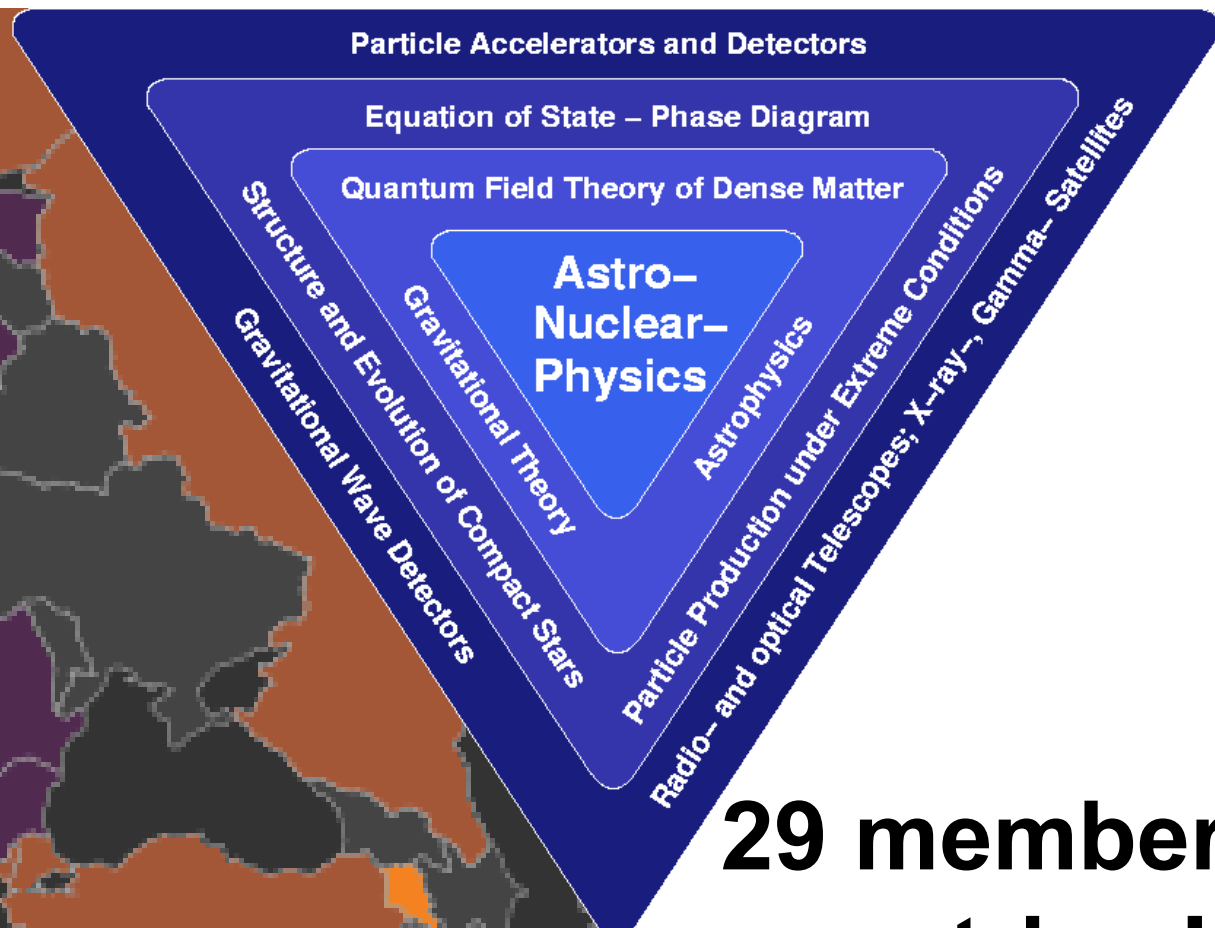 Particle Accelerators and Detectors
Equation of State – Phase Diagram
Quantum Field Theory of Dense Matter
Astro–
Nuclear–
Physics
Gravitational Theory
Astrophysics
Structure and Evolution of Compact Stars
Particle Production under Extreme Conditions
Gravitational Wave Detectors
Radio– and optical Telescopes; X–ray–, Gamma– Satellites
29 member